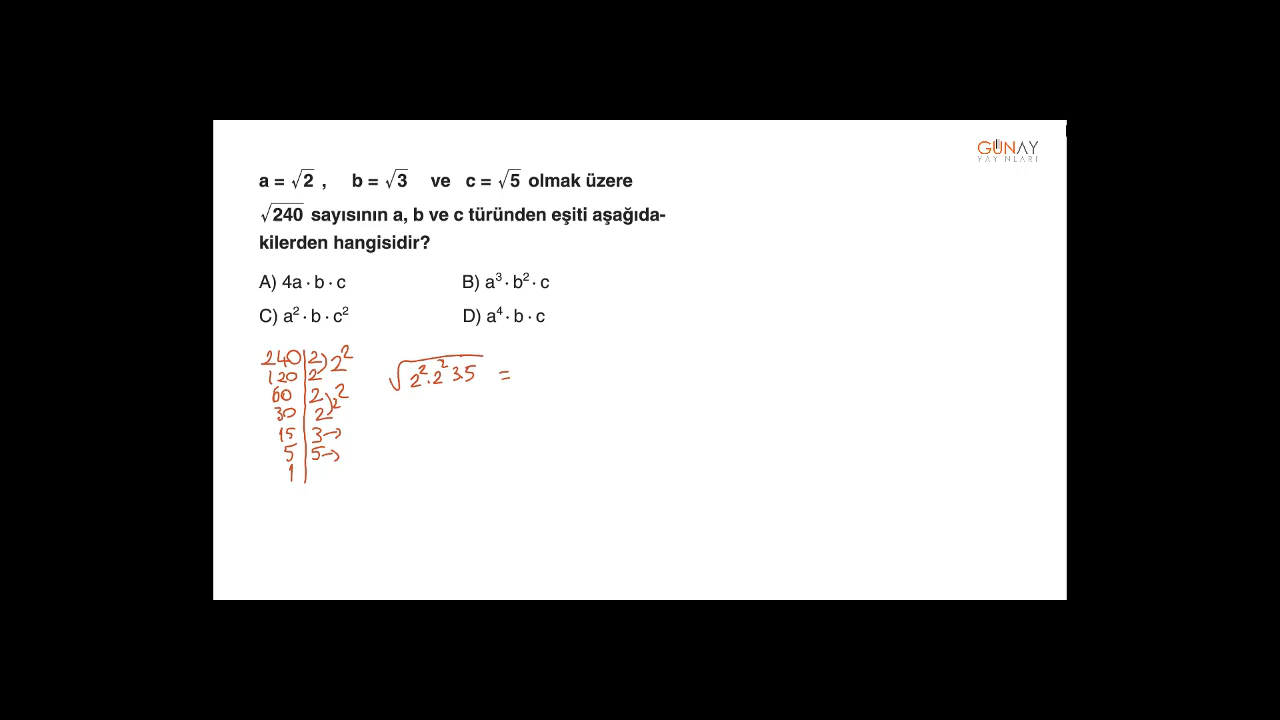 GÜNAY
YAYINLARI
a = √2 , b = √3 ve c = √5 olmak üzere
√240 sayısının a, b ve c türünden eşiti aşağıda-
kilerden hangisidir?
A) 4a · b · c B) a³ · b² · c
C) a² · b · c² D) a⁴ · b · c
240 | 2 ) 2²
120 | 2
60 | 2 ) 2²
30 | 2
15 | 3 →
5 | 5 →
1 |
√2² . 2² 3.5 =